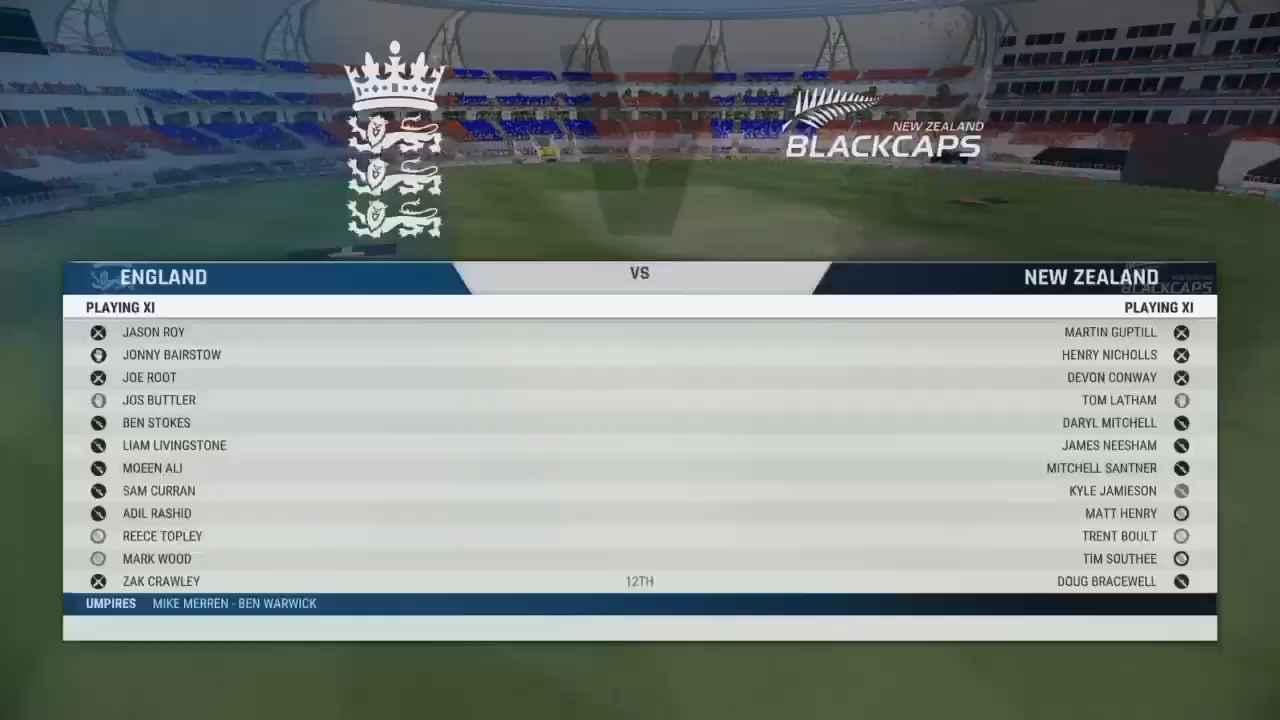 NEW ZEALAND
BLACKCAPS
V
ENGLAND VS NEW ZEALAND
PLAYING XI PLAYING XI
JASON ROY MARTIN GUPTILL
JONNY BAIRSTOW HENRY NICHOLLS
JOE ROOT DEVON CONWAY
JOS BUTTLER TOM LATHAM
BEN STOKES DARYL MITCHELL
LIAM LIVINGSTONE JAMES NEESHAM
MOEEN ALI MITCHELL SANTNER
SAM CURRAN KYLE JAMIESON
ADIL RASHID MATT HENRY
REECE TOPLEY TRENT BOULT
MARK WOOD TIM SOUTHEE
ZAK CRAWLEY 12TH DOUG BRACEWELL
UMPIRES MIKE MERREN - BEN WARWICK